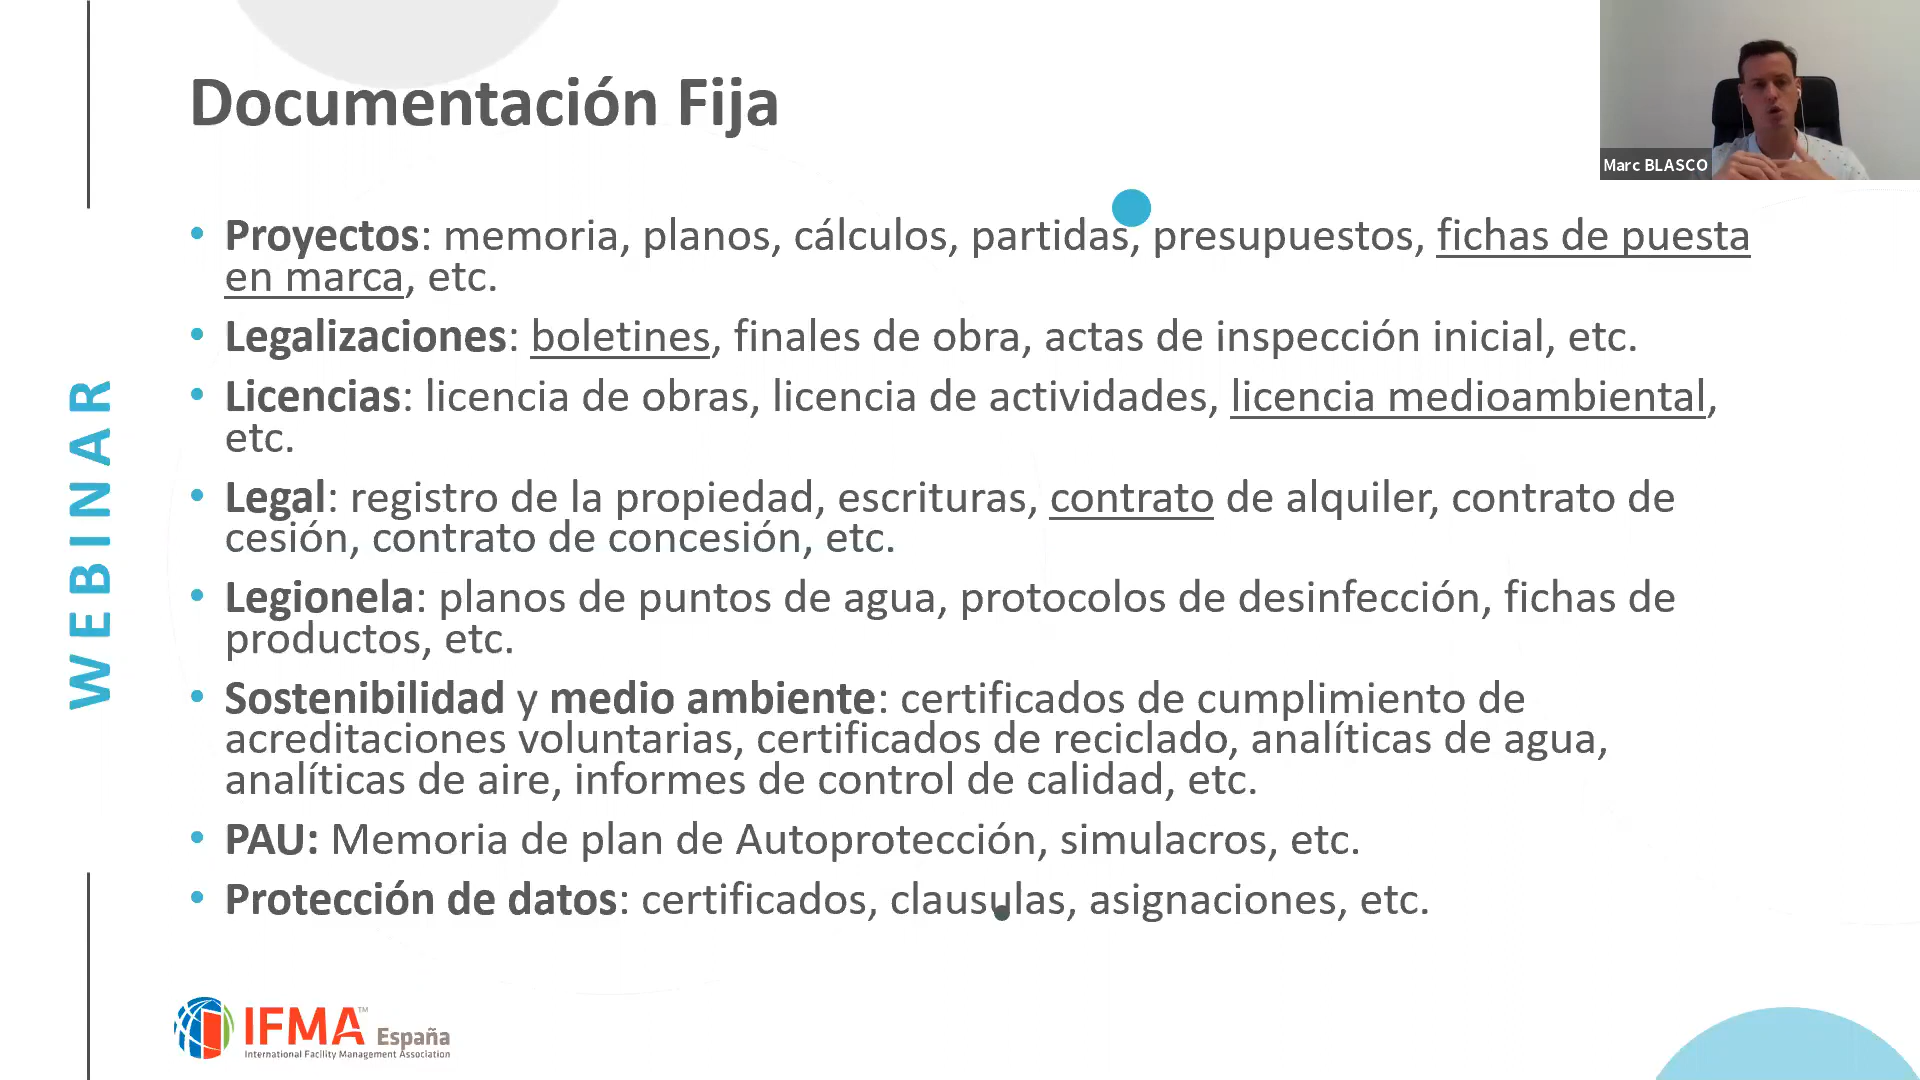 Documentación Fija
Marc BLASCO
• Proyectos: memoria, planos, cálculos, partidas, presupuestos, fichas de puesta
en marca, etc.
• Legalizaciones: boletines, finales de obra, actas de inspección inicial, etc.
• Licencias: licencia de obras, licencia de actividades, licencia medioambiental,
etc.
• Legal: registro de la propiedad, escrituras, contrato de alquiler, contrato de
cesión, contrato de concesión, etc.
• Legionela: planos de puntos de agua, protocolos de desinfección, fichas de
productos, etc.
• Sostenibilidad y medio ambiente: certificados de cumplimiento de
acreditaciones voluntarias, certificados de reciclado, analíticas de agua,
analíticas de aire, informes de control de calidad, etc.
• PAU: Memoria de plan de Autoprotección, simulacros, etc.
• Protección de datos: certificados, clausulas, asignaciones, etc.
WEBINAR
IFMA™ España
International Facility Management Association